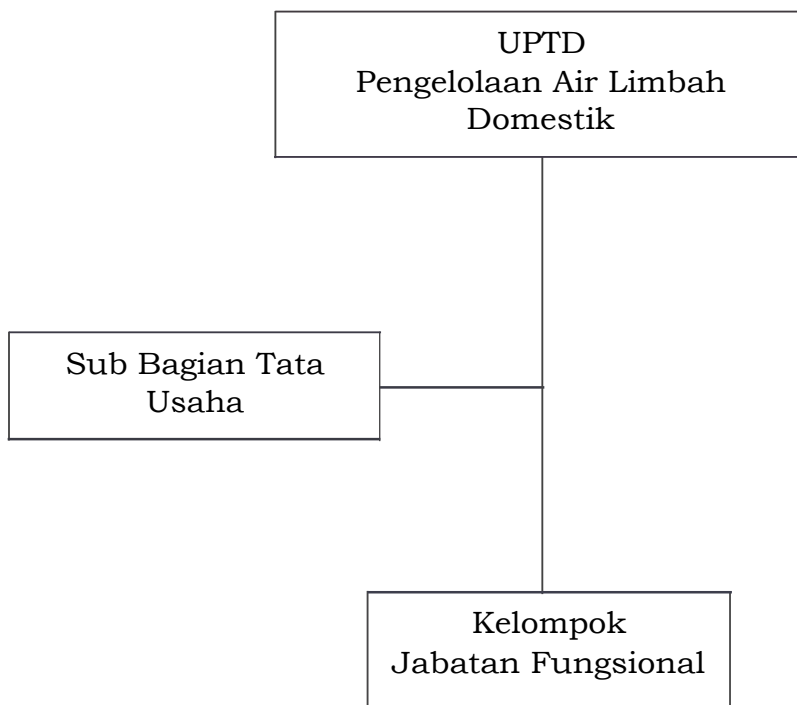 UPTD
Pengelolaan Air Limbah
Domestik
Sub Bagian Tata
Usaha
Kelompok
Jabatan Fungsional